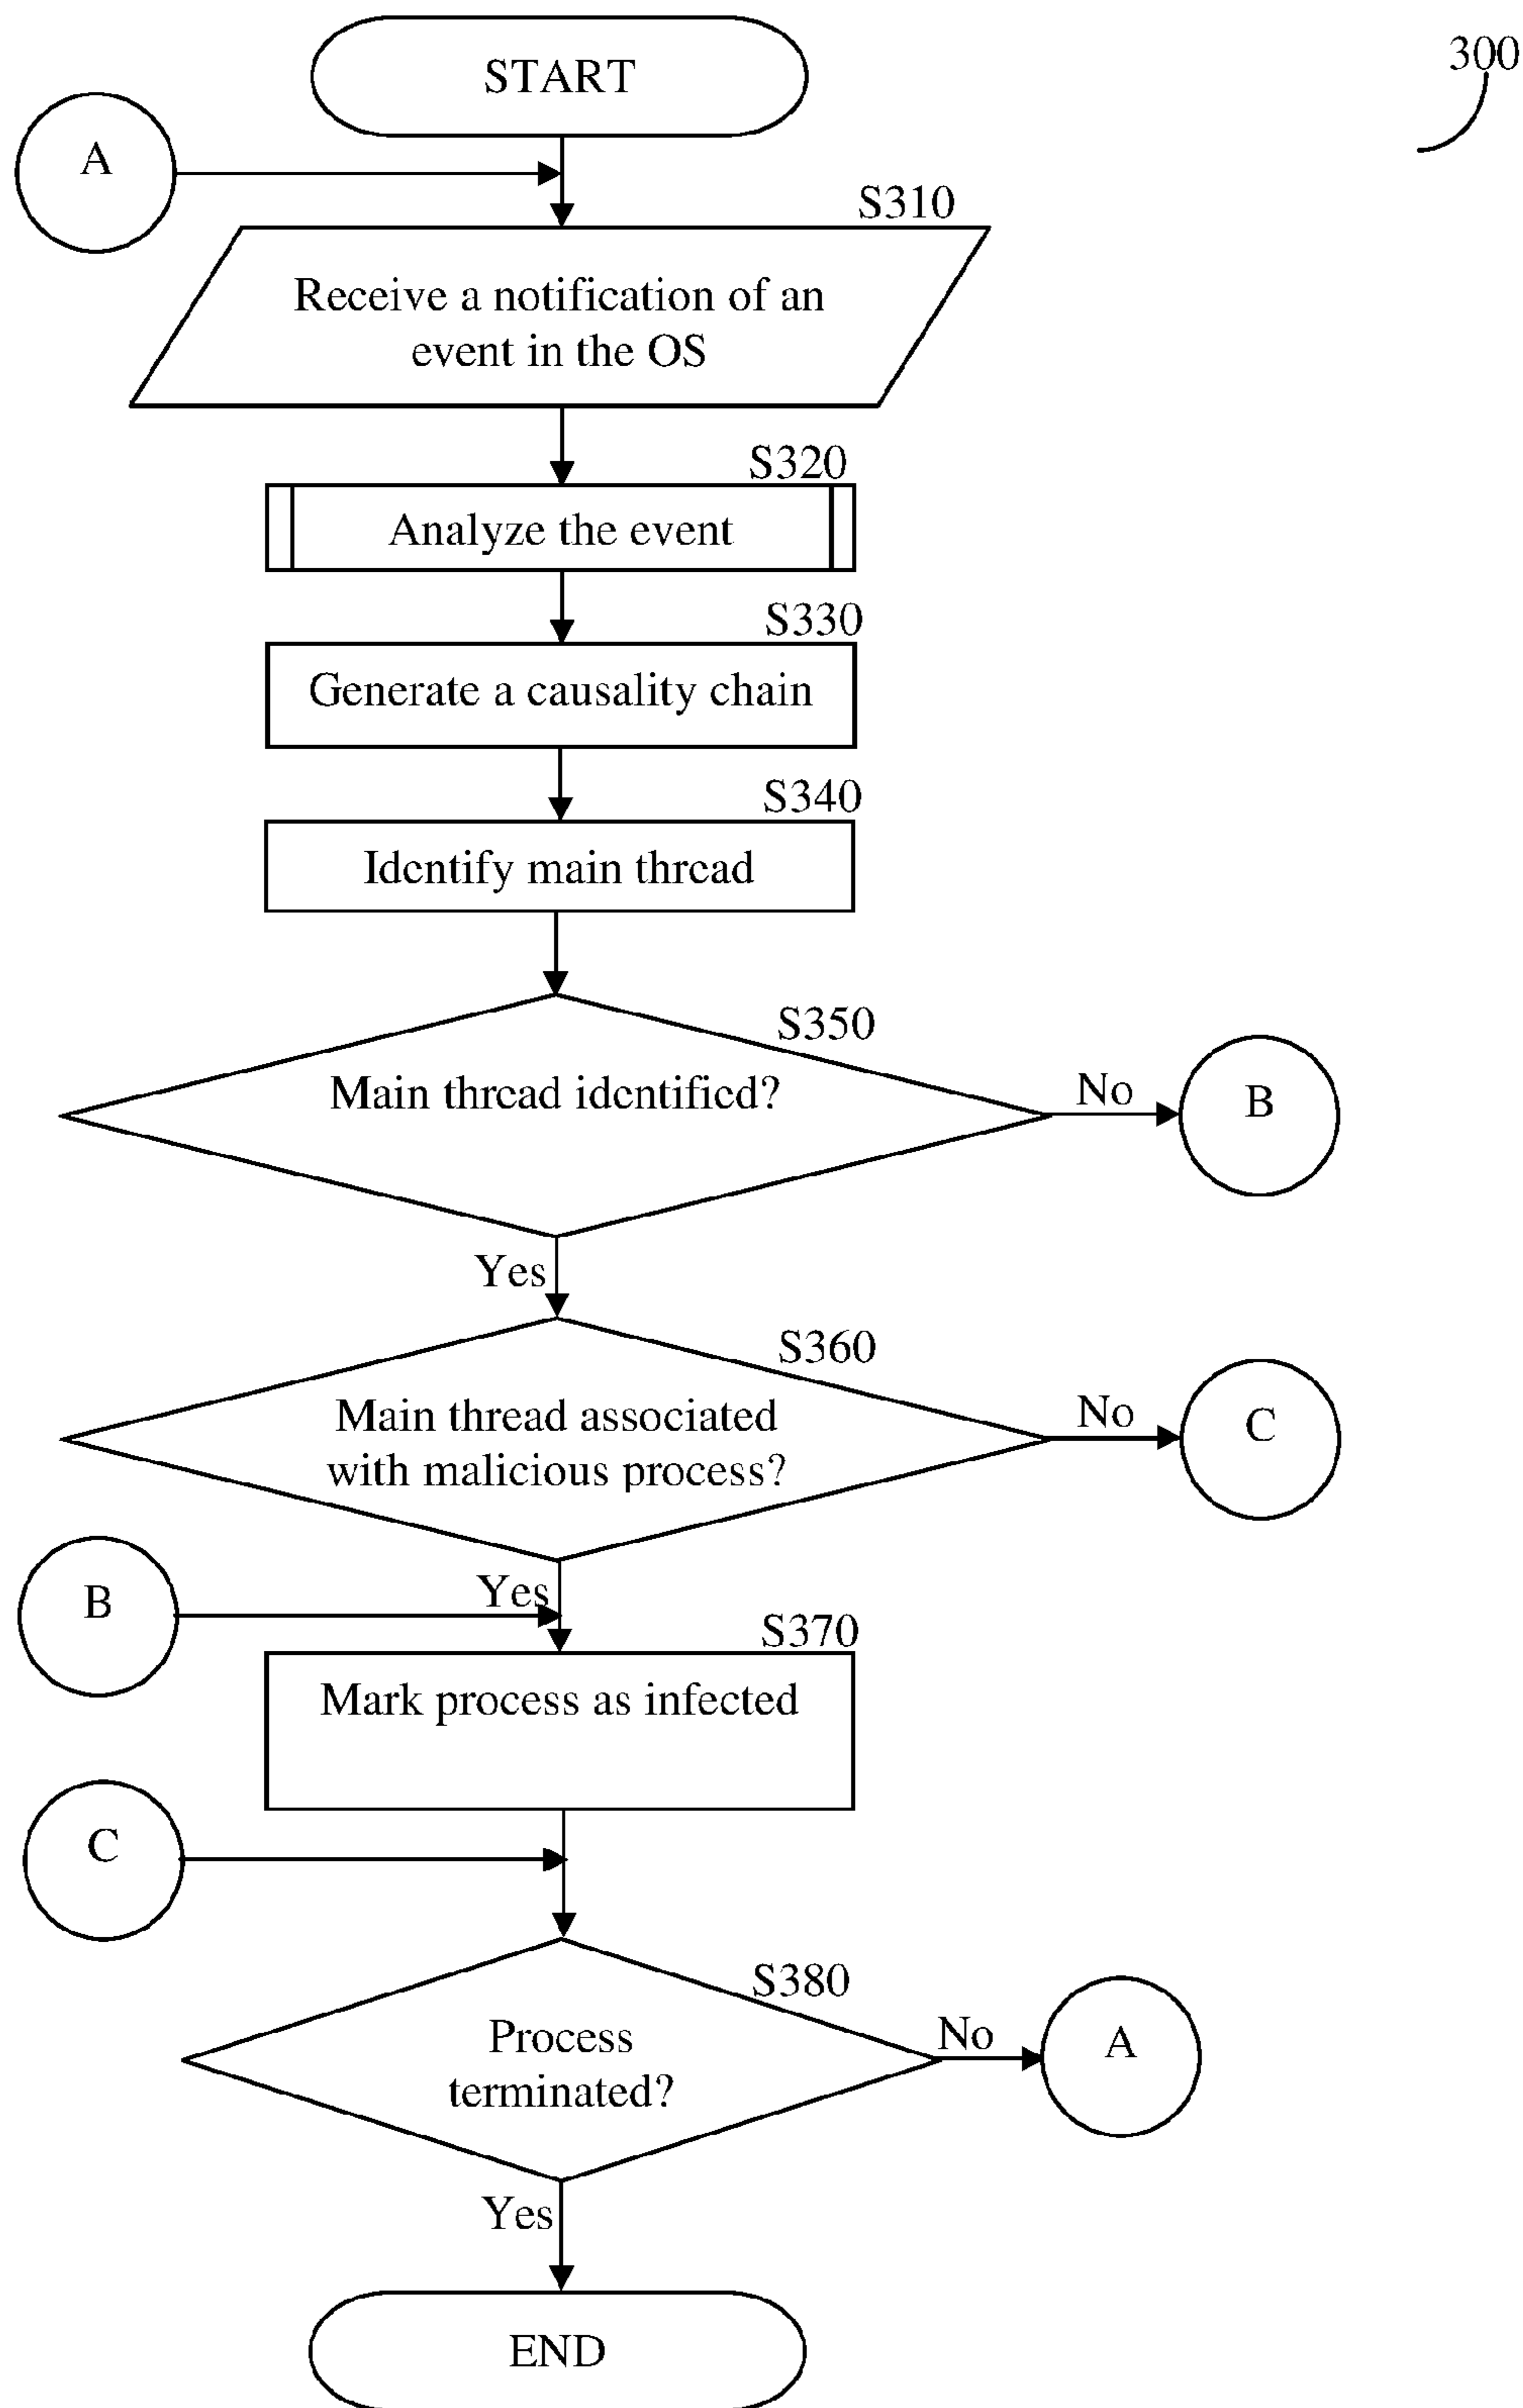 START
300
A
S310
Receive a notification of an
event in the OS
S320
Analyze the event
S330
Generate a causality chain
S340
Identify main thread
S350
Main thread identified?
No
B
Yes
S360
Main thread associated
with malicious process?
No
C
B
Yes
S370
Mark process as infected
C
S380
Process
terminated?
No
A
Yes
END